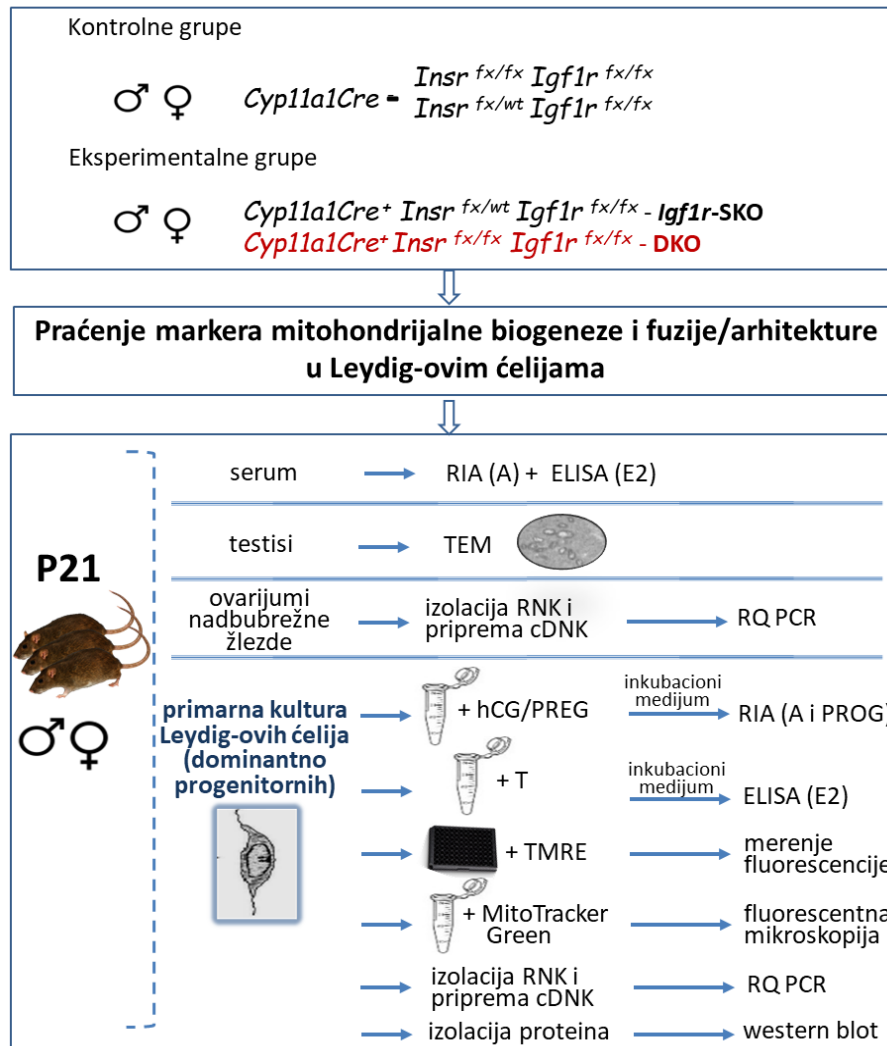 Kontrolne grupe
Insr fx/fx Igf1r fx/fx
Cyp11a1Cre -
Insr fx/wt Igf1r fx/fx
Eksperimentalne grupe
Cyp11a1Cre+ Insr fx/wt Igf1r fx/fx - Igf1r-SKO
Cyp11a1Cre+ Insr fx/fx Igf1r fx/fx - DKO
Praćenje markera mitohondrijalne biogeneze i fuzije/arhitekture
u Leydig-ovim ćelijama
P21
serum
RIA (A) + ELISA (E2)
testisi
TEM
ovarijumi
nadbubrežne
žlezde
izolacija RNK i
priprema cDNK
RQ PCR
primarna kultura
Leydig-ovih ćelija
(dominantno
progenitornih)
+ hCG/PREG
inkubacioni
medijum
RIA (A i PROG)
+ T
inkubacioni
medijum
ELISA (E2)
+ TMRE
merenje
fluorescencije
+ MitoTracker
Green
fluorescentna
mikroskopija
izolacija RNK i
priprema cDNK
RQ PCR
izolacija proteina
western blot